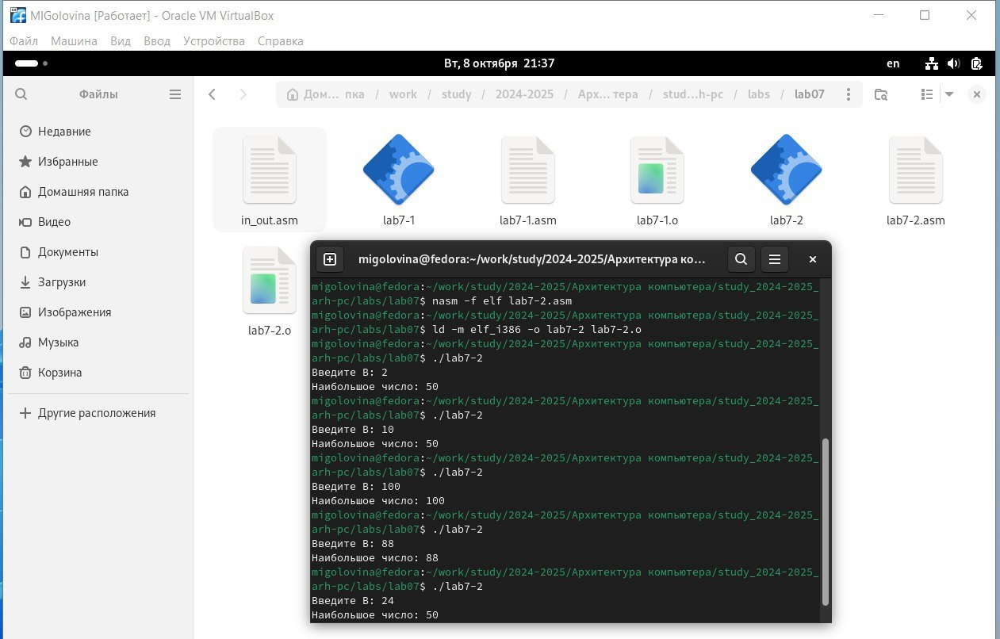 MIGolovina [Работает] - Oracle VM VirtualBox
Файл Машина Вид Ввод Устройства Справка
Вт, 8 октября 21:37 en
Файлы
Дом... пка / work / study / 2024-2025 / Арх... тера / stud...h-pc / labs / lab07
Недавние
Избранные
Домашняя папка
Видео
Документы
Загрузки
Изображения
Музыка
Корзина
Другие расположения
in_out.asm lab7-1 lab7-1.asm lab7-1.o lab7-2 lab7-2.asm
lab7-2.o
migolovina@fedora:~/work/study/2024-2025/Архитектура ко...
migolovina@fedora:~/work/study/2024-2025/Архитектура компьютера/study_2024-2025_
arh-pc/labs/lab07$ nasm -f elf lab7-2.asm
migolovina@fedora:~/work/study/2024-2025/Архитектура компьютера/study_2024-2025_
arh-pc/labs/lab07$ ld -m elf_i386 -o lab7-2 lab7-2.o
migolovina@fedora:~/work/study/2024-2025/Архитектура компьютера/study_2024-2025_
arh-pc/labs/lab07$ ./lab7-2
Введите В: 2
Наибольшое число: 50
migolovina@fedora:~/work/study/2024-2025/Архитектура компьютера/study_2024-2025_
arh-pc/labs/lab07$ ./lab7-2
Введите В: 10
Наибольшое число: 50
migolovina@fedora:~/work/study/2024-2025/Архитектура компьютера/study_2024-2025_
arh-pc/labs/lab07$ ./lab7-2
Введите В: 100
Наибольшое число: 100
migolovina@fedora:~/work/study/2024-2025/Архитектура компьютера/study_2024-2025_
arh-pc/labs/lab07$ ./lab7-2
Введите В: 88
Наибольшое число: 88
migolovina@fedora:~/work/study/2024-2025/Архитектура компьютера/study_2024-2025_
arh-pc/labs/lab07$ ./lab7-2
Введите В: 24
Наибольшое число: 50